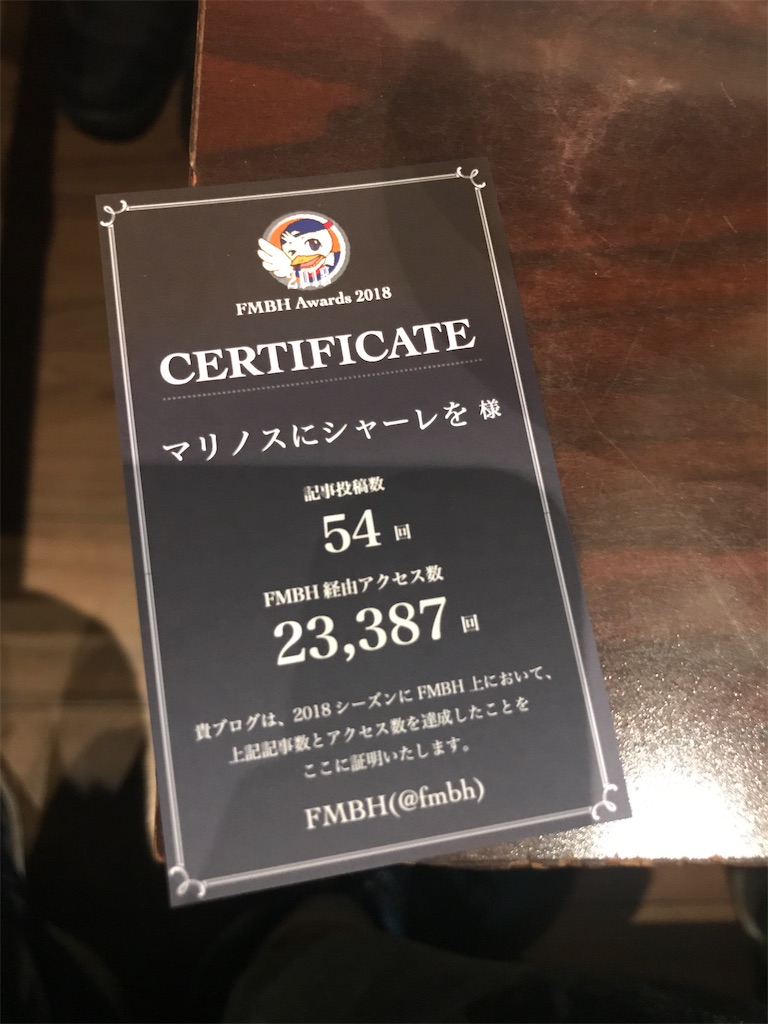 2018
FMBH Awards 2018
CERTIFICATE
マリノスにシャーレを 様
記事投稿数
54 回
FMBH 経由アクセス数
23,387 回
貴ブログは、2018 シーズンに FMBH 上において、
上記記事数とアクセス数を達成したことを
ここに証明いたします。
FMBH(@fmbh)